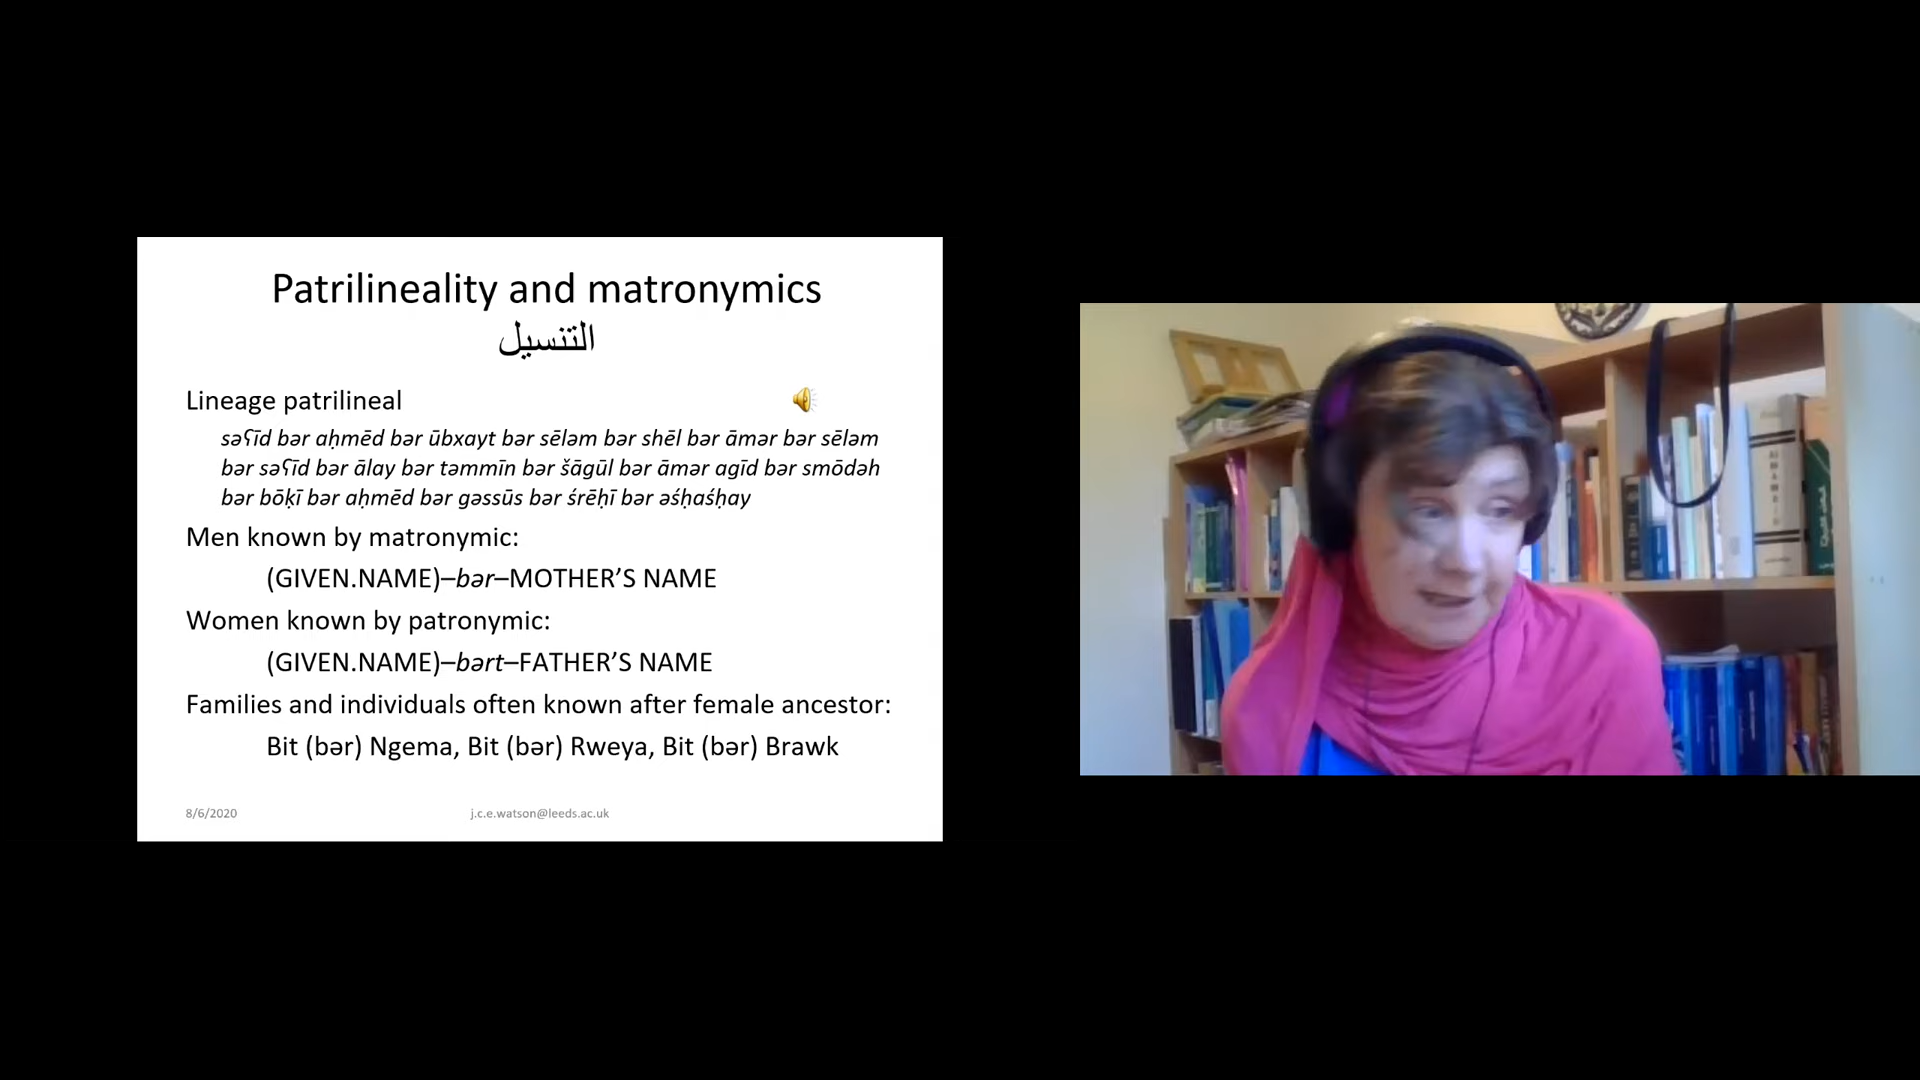 Patrilineality and matronymics
التنسيل
Lineage patrilineal
səʕīd bər aḥmēd bər ūbxayt bər sēləm bər shēl bər āmər bər sēləm
bər səʕīd bər ālay bər təmmīn bər šāgūl bər āmər agīd bər smōdəh
bər bōḳī bər aḥmēd bər gəssūs bər śrēḥī bər əśḥaśḥay
Men known by matronymic:
(GIVEN.NAME)–bər–MOTHER’S NAME
Women known by patronymic:
(GIVEN.NAME)–bərt–FATHER’S NAME
Families and individuals often known after female ancestor:
Bit (bər) Ngema, Bit (bər) Rweya, Bit (bər) Brawk
8/6/2020
j.c.e.watson@leeds.ac.uk